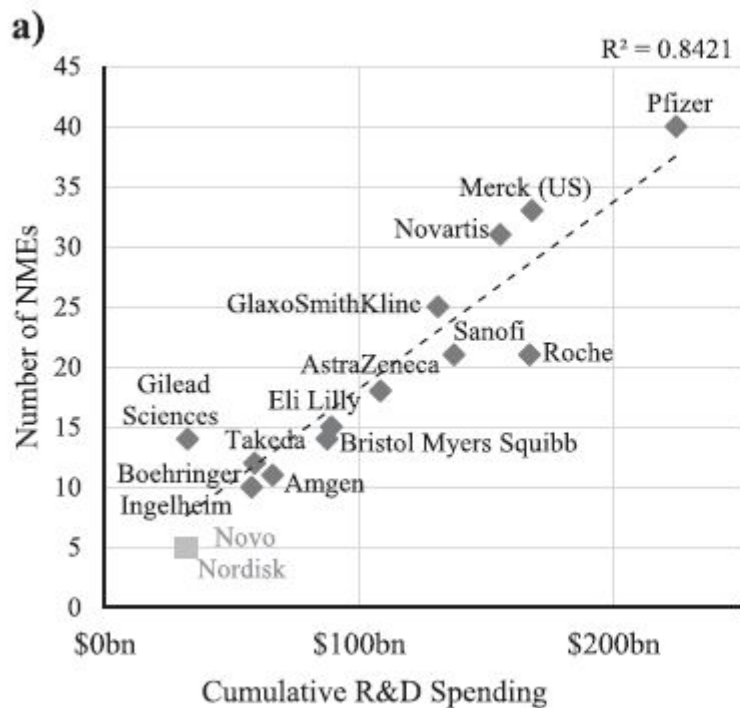 a)
R² = 0.8421
45
40
35
30
25
20
15
10
5
0
Number of NMEs
Pfizer
Merck (US)
Novartis
GlaxoSmithKline
Sanofi
Roche
AstraZeneca
Gilead
Sciences
Eli Lilly
Takeda
Bristol Myers Squibb
Boehringer
Ingelheim
Amgen
Novo
Nordisk
$0bn
$100bn
$200bn
Cumulative R&D Spending